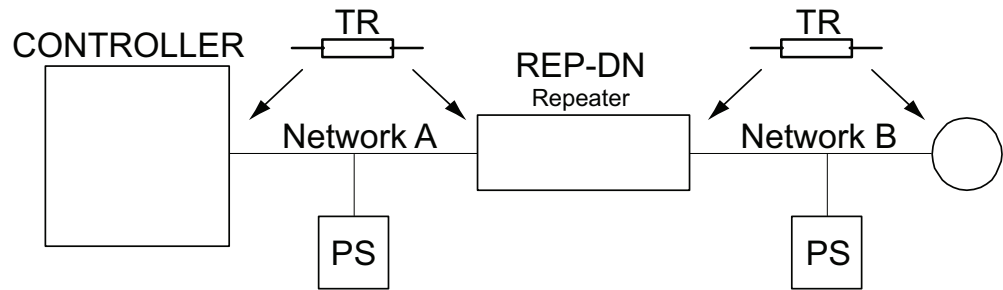 TR
TR
CONTROLLER
REP-DN
Repeater
Network A
Network B
PS
PS